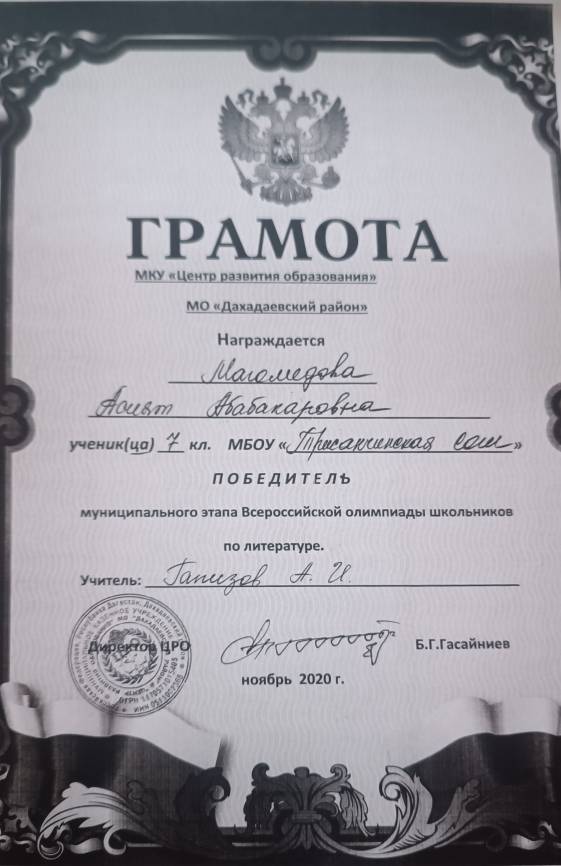 ГРАМОТА
МКУ «Центр развития образования»
МО «Дахадаевский район»
Награждается
Магомедова
Асият Абакаровна
ученик(ца) 7 кл. МБОУ «Трисанчинская сош»
ПОБЕДИТЕЛЬ
муниципального этапа Всероссийской олимпиады школьников
по литературе.
Учитель: Гапизов А. И.
Директор ЦРО Б.Г.Гасайниев
ноябрь 2020 г.